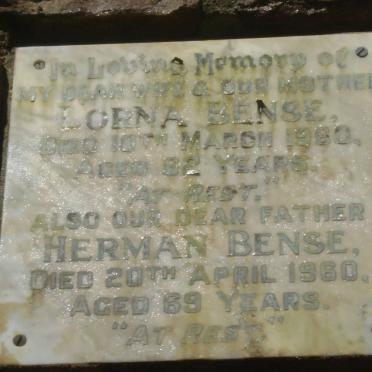 In Loving Memory of
MY DEAR WIFE & OUR MOTHER
LORNA BENSE,
DIED 10TH MARCH 1960,
AGED 62 YEARS.
"AT REST."
ALSO OUR DEAR FATHER
HERMAN BENSE,
DIED 20TH APRIL 1960,
AGED 69 YEARS.
"AT REST."